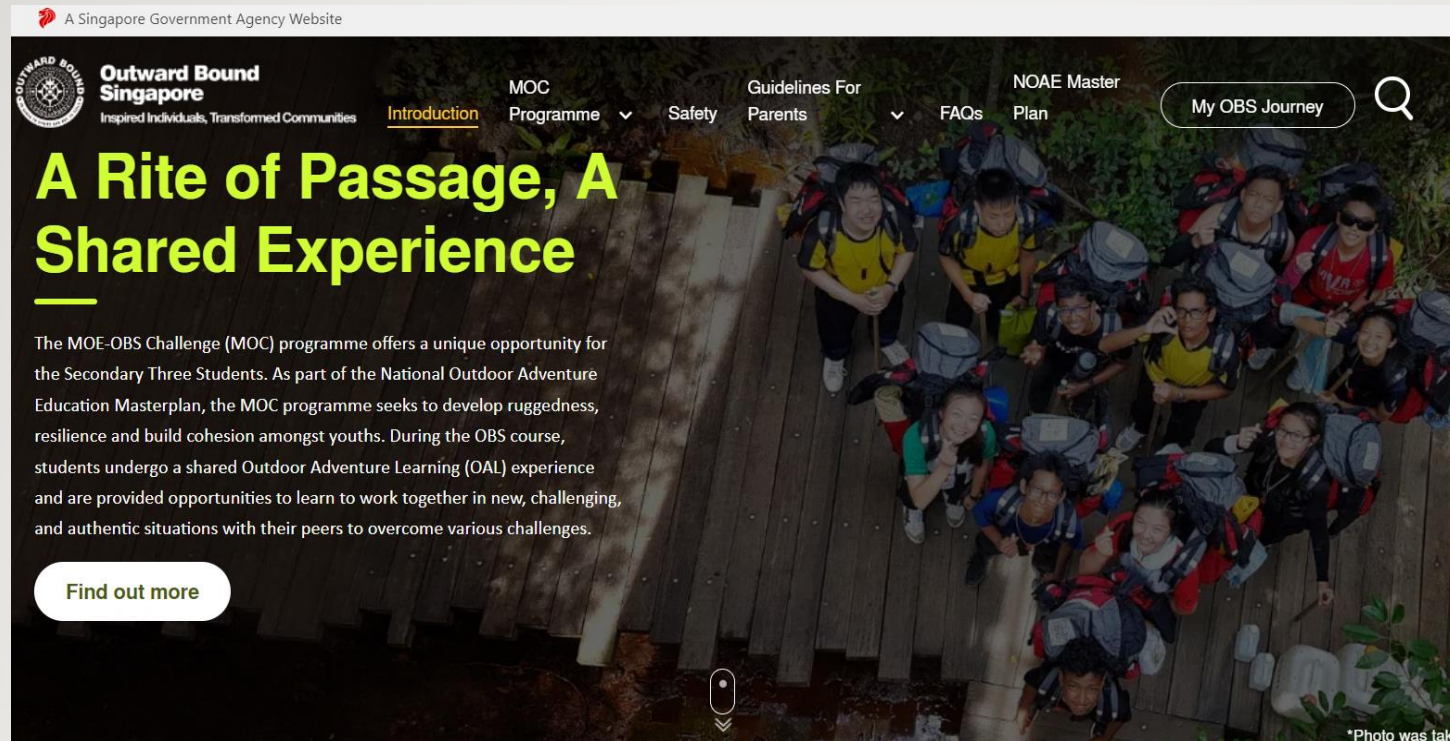 A Singapore Government Agency Website
OUTWARD BOUND
Outward Bound
Singapore
Inspired Individuals, Transformed Communities
Introduction
MOC
Programme
Safety
Guidelines For
Parents
FAQs
NOAE Master
Plan
My OBS Journey
A Rite of Passage, A
Shared Experience
The MOE-OBS Challenge (MOC) programme offers a unique opportunity for
the Secondary Three Students. As part of the National Outdoor Adventure
Education Masterplan, the MOC programme seeks to develop ruggedness,
resilience and build cohesion amongst youths. During the OBS course,
students undergo a shared Outdoor Adventure Learning (OAL) experience
and are provided opportunities to learn to work together in new, challenging,
and authentic situations with their peers to overcome various challenges.
Find out more
*Photo was